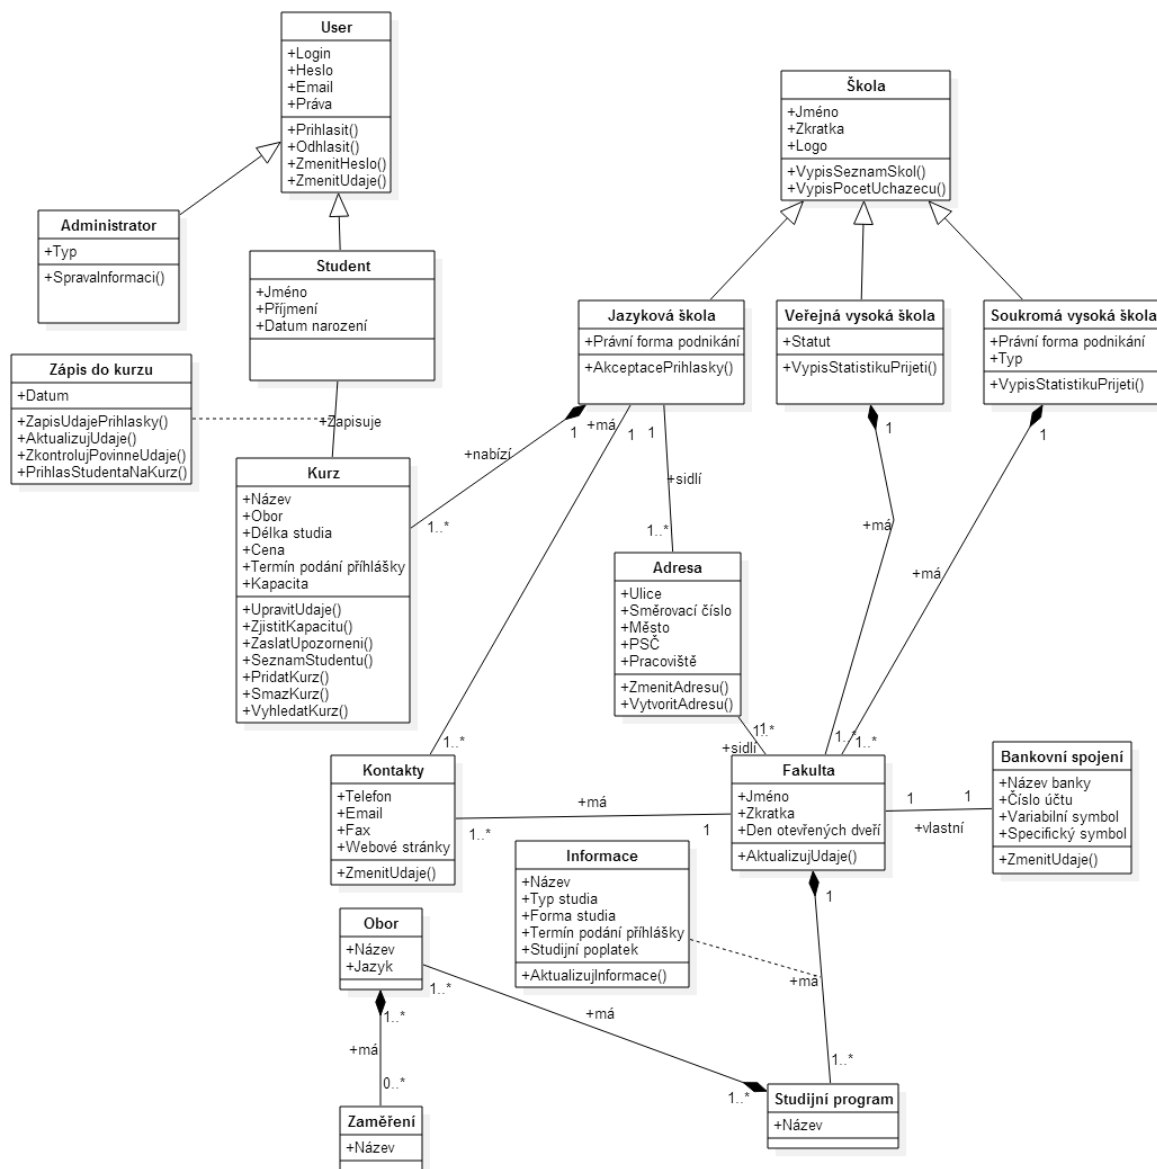 User
+Login
+Heslo
+Email
+Práva
+Prihlasit()
+Odhlasit()
+ZmenitHeslo()
+ZmenitUdaje()
Škola
+Jméno
+Zkratka
+Logo
+VypisSeznamSkol()
+VypisPocetUchazecu()
Administrator
+Typ
+SpravaInformaci()
Student
+Jméno
+Příjmení
+Datum narození
Jazyková škola
+Právní forma podnikání
+AkceptacePrihlasky()
Veřejná vysoká škola
+Statut
+VypisStatistikuPrijeti()
Soukromá vysoká škola
+Právní forma podnikání
+Typ
+VypisStatistikuPrijeti()
Zápis do kurzu
+Datum
+ZapisUdajePrihlasky()
+AktualizujUdaje()
+ZkontrolujPovinneUdaje()
+PrihlasStudentaNaKurz()
+Zapisuje
+nabízí
1
1..*
+má
1
1..*
1
+sidlí
1..*
1
+má
1..*
1
+má
1..*
Kurz
+Název
+Obor
+Délka studia
+Cena
+Termín podání příhlášky
+Kapacita
+UpravitUdaje()
+ZjistitKapacitu()
+ZaslatUpozorneni()
+SeznamStudentu()
+PridatKurz()
+SmazKurz()
+VyhledatKurz()
Adresa
+Ulice
+Směrovací číslo
+Město
+PSČ
+Pracoviště
+ZmenitAdresu()
+VytvoritAdresu()
1..*
1
+sidlí
Kontakty
+Telefon
+Email
+Fax
+Webové stránky
+ZmenitUdaje()
+má
1..*
1
Fakulta
+Jméno
+Zkratka
+Den otevřených dveří
+AktualizujUdaje()
1
1
+vlastní
Bankovní spojení
+Název banky
+Číslo účtu
+Variabilní symbol
+Specifický symbol
+ZmenitUdaje()
Informace
+Název
+Typ studia
+Forma studia
+Termín podání příhlášky
+Studijní poplatek
+AktualizujInformace()
1
+má
1..*
Obor
+Název
+Jazyk
1..*
+má
1..*
1..*
+má
0..*
Zaměření
+Název
Studijní program
+Název